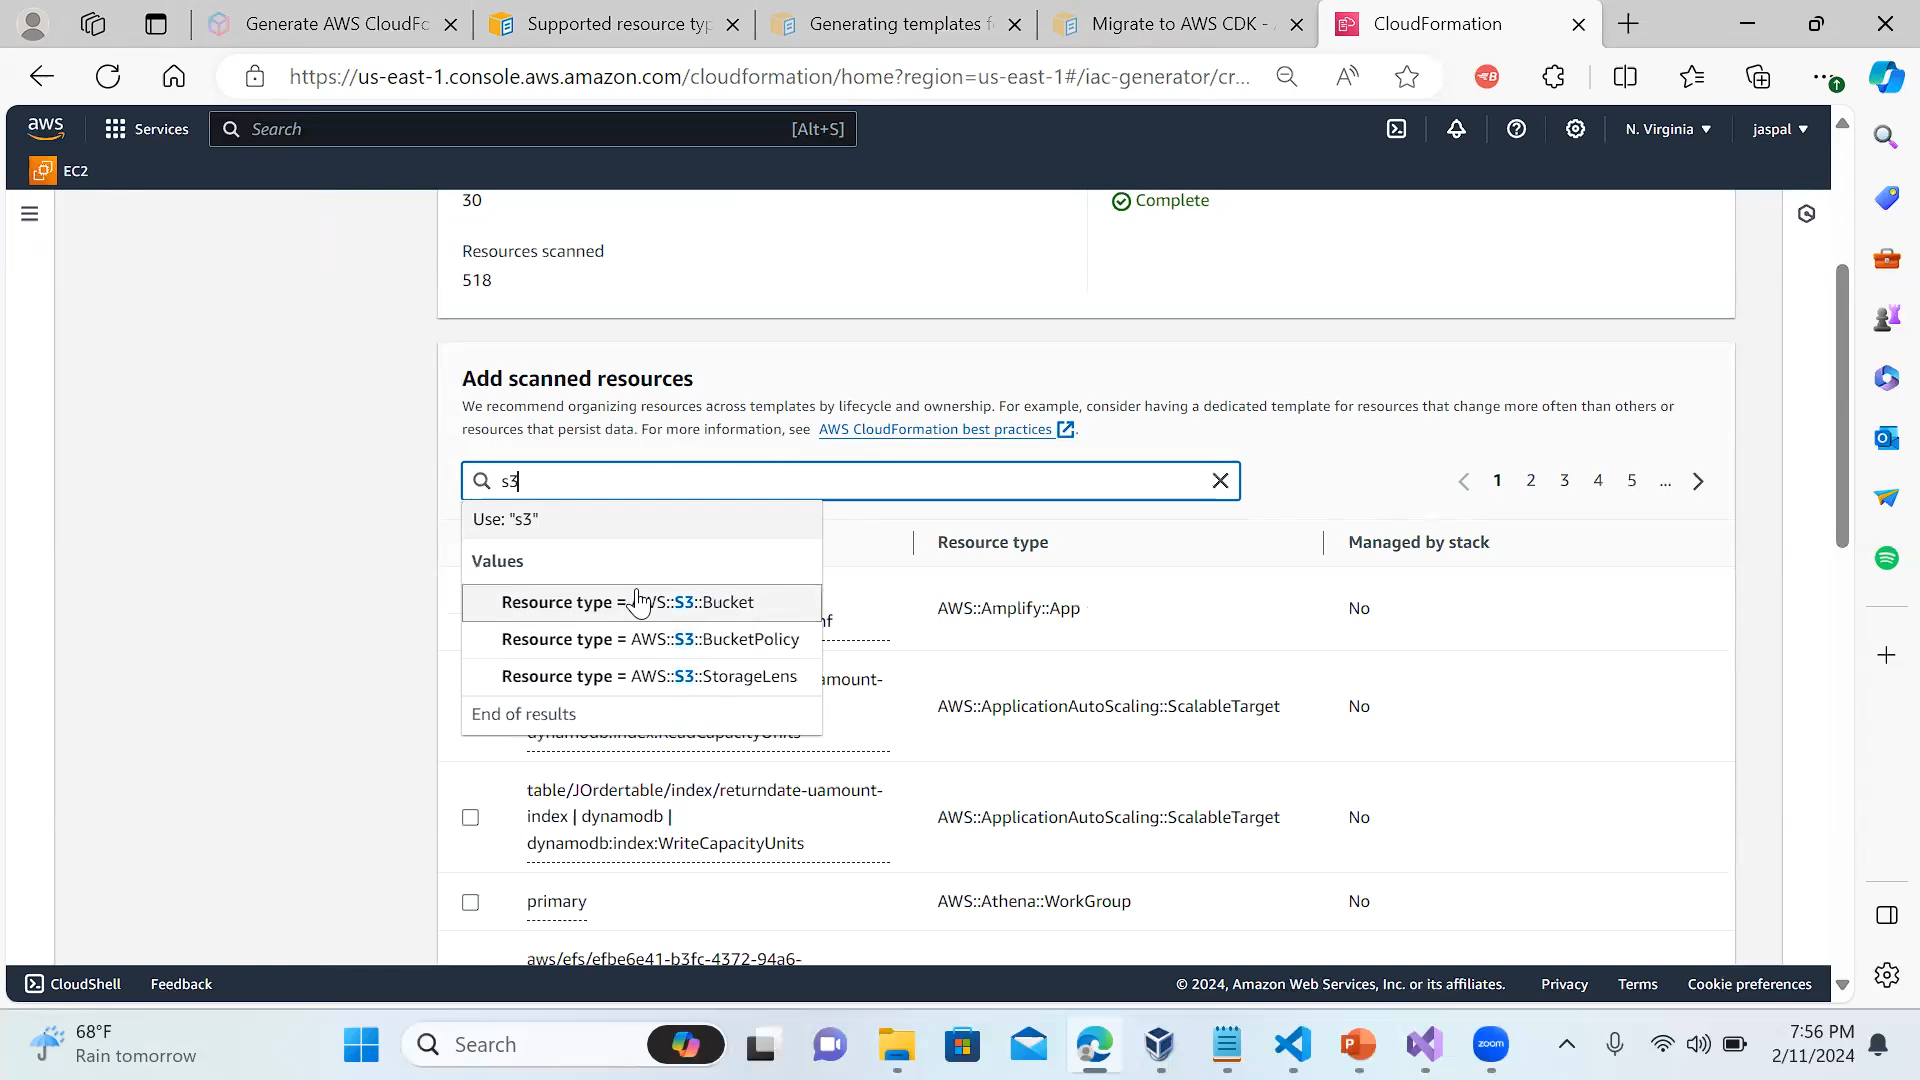 Generate AWS CloudFo
Supported resource typ
Generating templates f
Migrate to AWS CDK -
CloudFormation
https://us-east-1.console.aws.amazon.com/cloudformation/home?region=us-east-1#/iac-generator/cr...
aws
Services
Search
[Alt+S]
N. Virginia
jaspal
EC2
30
Complete
Resources scanned
518
Add scanned resources
We recommend organizing resources across templates by lifecycle and ownership. For example, consider having a dedicated template for resources that change more often than others or
resources that persist data. For more information, see AWS CloudFormation best practices .
s3
1 2 3 4 5 ...
Use: "s3"
Values
Resource type = AWS::S3::Bucket
Resource type = AWS::S3::BucketPolicy
Resource type = AWS::S3::StorageLens
End of results
Resource type
Managed by stack
AWS::Amplify::App
No
amount-
AWS::ApplicationAutoScaling::ScalableTarget
No
dynamodb:index:ReadCapacityUnits
table/JOrdertable/index/returndate-uamount-
index | dynamodb |
dynamodb:index:WriteCapacityUnits
AWS::ApplicationAutoScaling::ScalableTarget
No
primary
AWS::Athena::WorkGroup
No
aws/efs/efbe6e41-b3fc-4372-94a6-
CloudShell
Feedback
© 2024, Amazon Web Services, Inc. or its affiliates.
Privacy
Terms
Cookie preferences
68°F
Rain tomorrow
Search
zoom
7:56 PM
2/11/2024